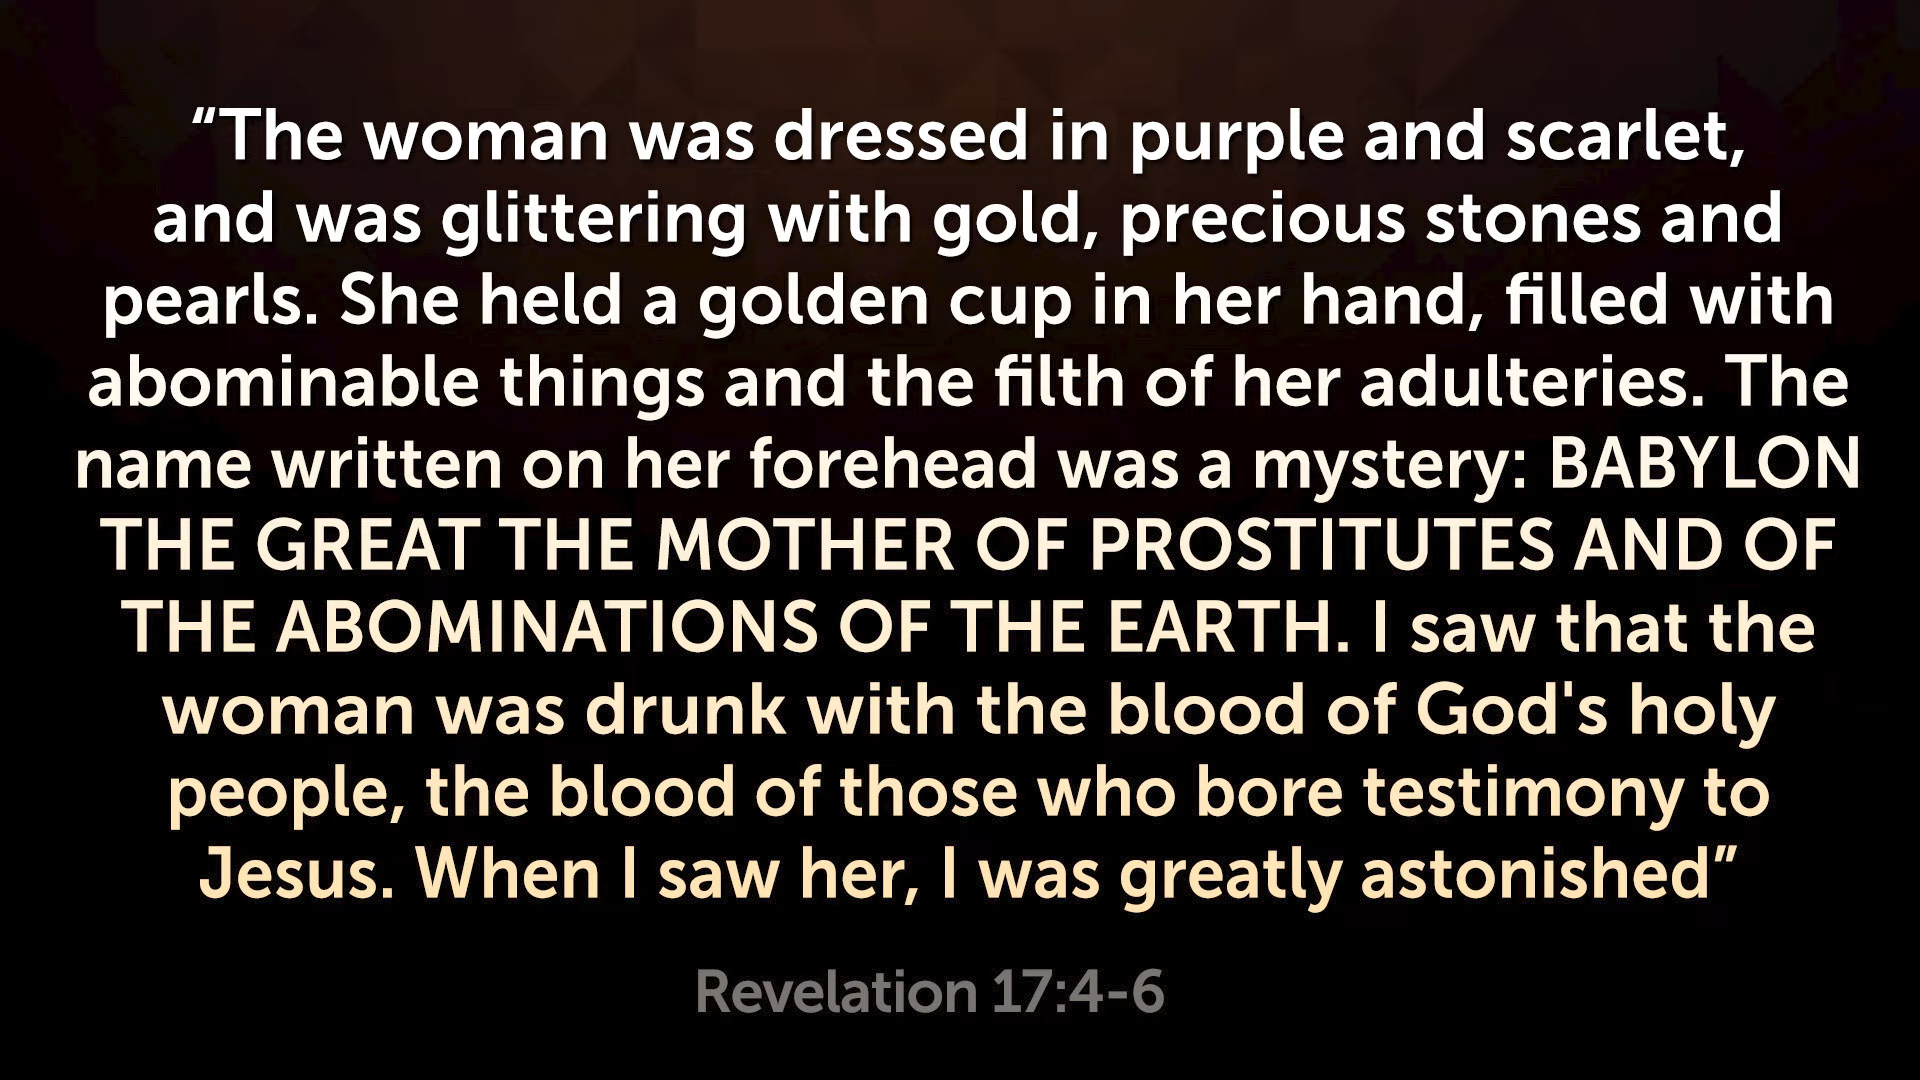 “The woman was dressed in purple and scarlet,
and was glittering with gold, precious stones and
pearls. She held a golden cup in her hand, filled with
abominable things and the filth of her adulteries. The
name written on her forehead was a mystery: BABYLON
THE GREAT THE MOTHER OF PROSTITUTES AND OF
THE ABOMINATIONS OF THE EARTH. I saw that the
woman was drunk with the blood of God's holy
people, the blood of those who bore testimony to
Jesus. When I saw her, I was greatly astonished”
Revelation 17:4-6